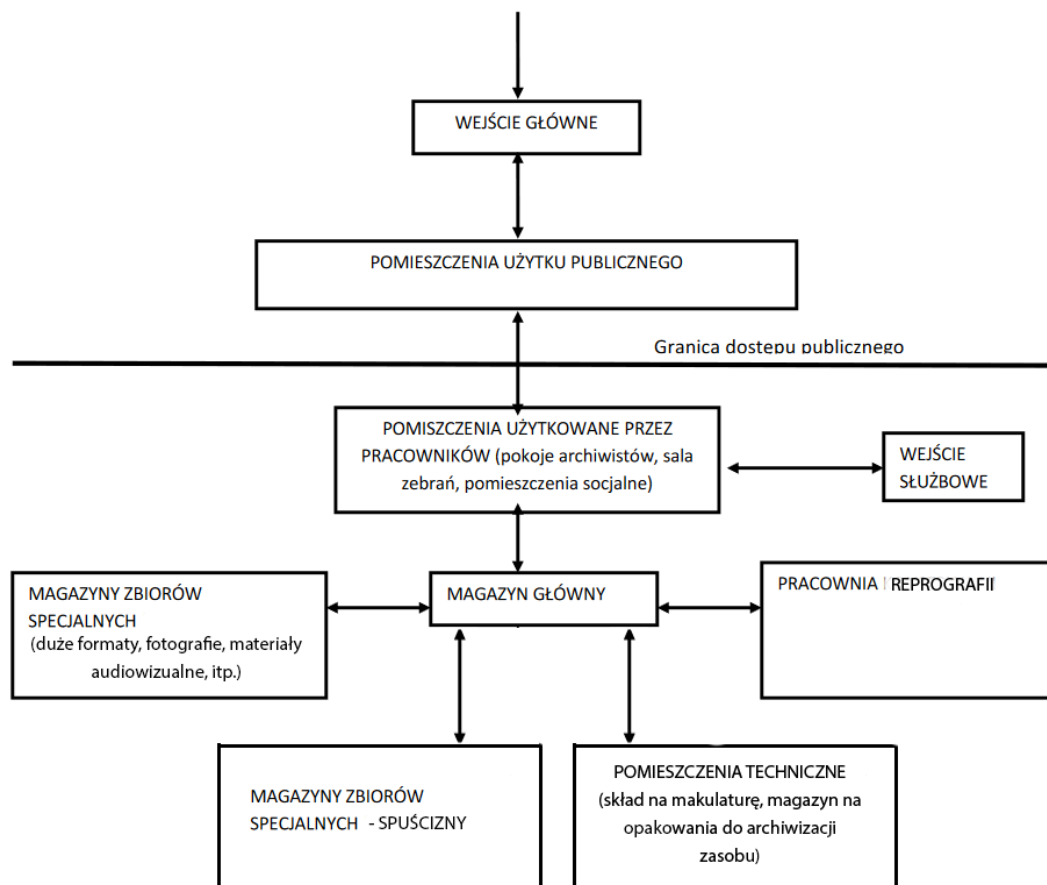 WEJŚCIE GŁÓWNE
POMIESZCZENIA UŻYTKU PUBLICZNEGO
Granica dostępu publicznego
POMISZCZENIA UŻYTKOWANE PRZEZ
PRACOWNIKÓW (pokoje archiwistów, sala
zebrań, pomieszczenia socjalne)
WEJŚCIE
SŁUŻBOWE
MAGAZYNY ZBIORÓW
SPECJALNYCH
(duże formaty, fotografie, materiały
audiowizualne, itp.)
MAGAZYN GŁÓWNY
PRACOWNIA REPROGRAFII
MAGAZYNY ZBIORÓW
SPECJALNYCH - SPUŚCIZNY
POMIESZCZENIA TECHNICZNE
(skład na makulaturę, magazyn na
opakowania do archiwizacji
zasobu)